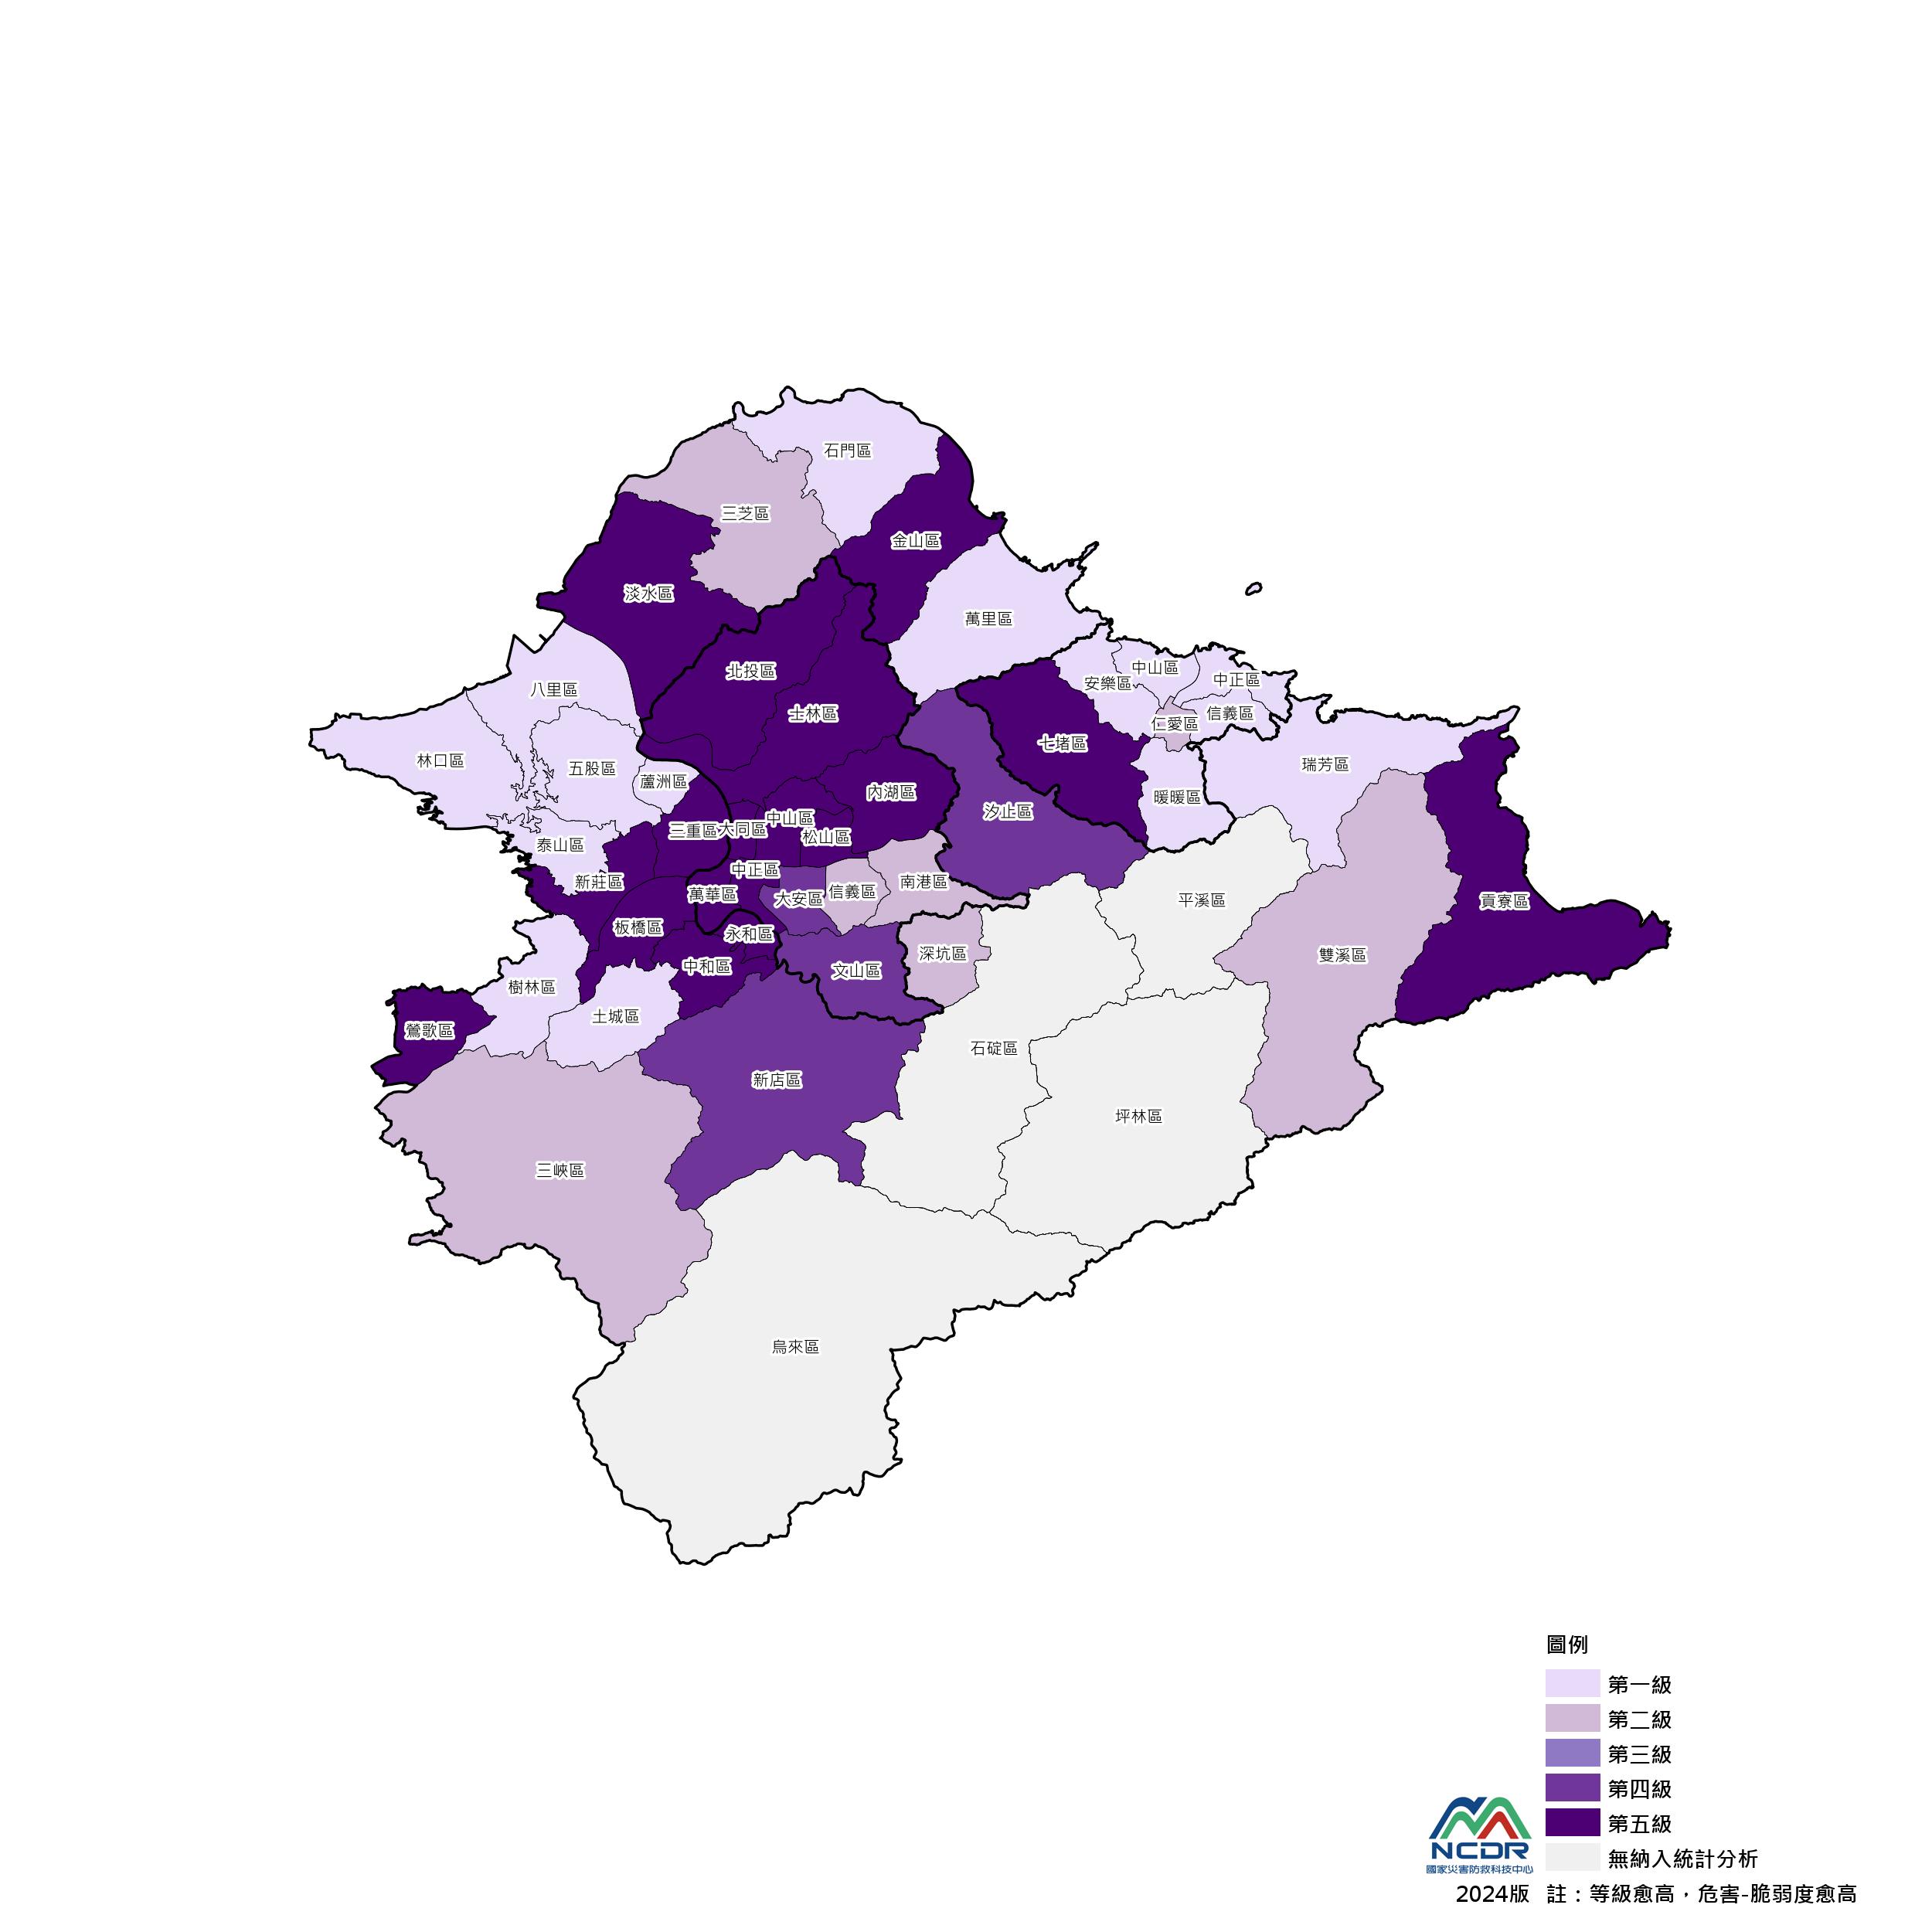 石門區
三芝區
金山區
淡水區
萬里區
北投區
中山區
中正區
安樂區
八里區
士林區
仁愛區
信義區
七堵區
林口區
五股區
蘆洲區
瑞芳區
內湖區
汐止區
暖暖區
三重區
大同區
中山區
松山區
泰山區
中正區
新莊區
萬華區
大安區
信義區
南港區
平溪區
貢寮區
板橋區
永和區
深坑區
雙溪區
中和區
文山區
樹林區
土城區
鶯歌區
石碇區
新店區
坪林區
三峽區
烏來區
圖例
第一級
第二級
第三級
第四級
第五級
無納入統計分析
NCDR
國家災害防救科技中心
2024版 註：等級愈高，危害-脆弱度愈高